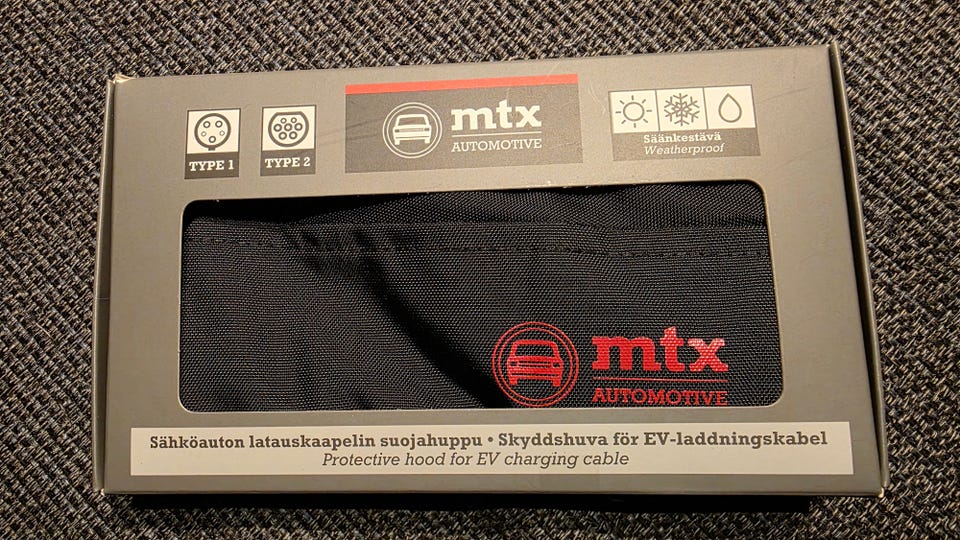 TYPE 1
TYPE 2
mtx
AUTOMOTIVE
Säänkestävä
Weatherproof
mtx
AUTOMOTIVE
Sähköauton latauskaapelin suojahuppu • Skyddshuva för EV-laddningskabel
Protective hood for EV charging cable